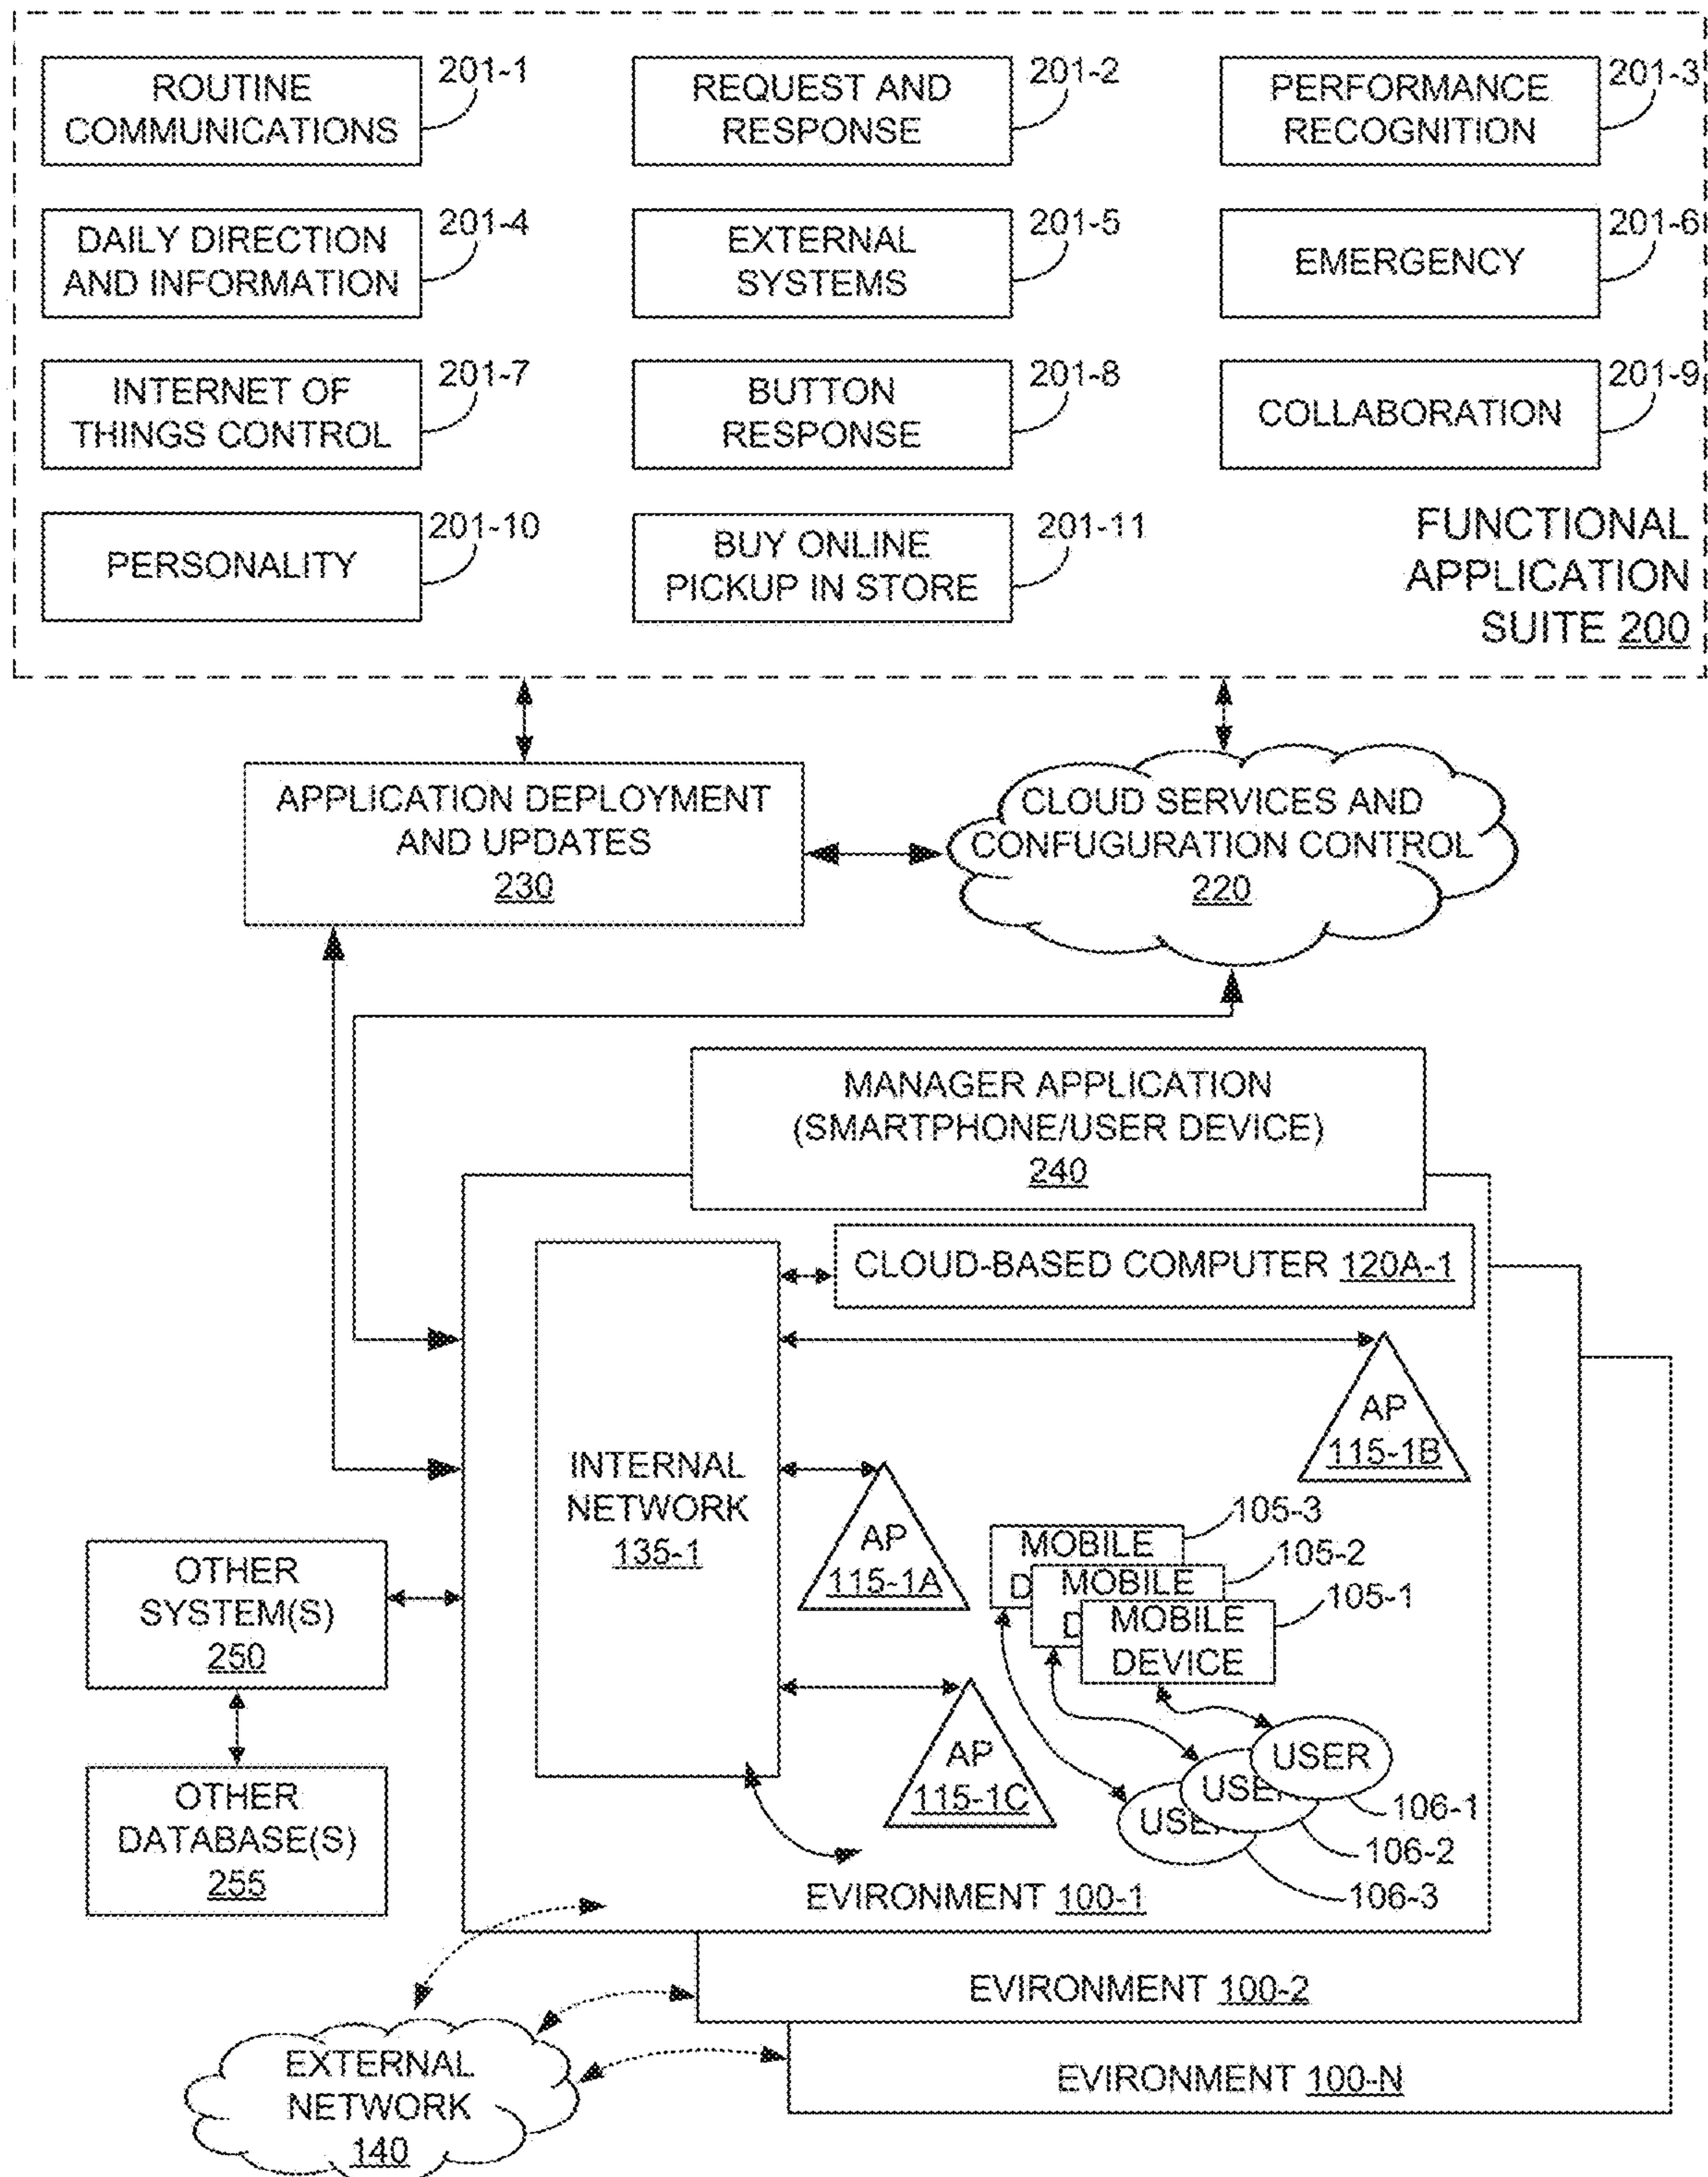 ROUTINE
COMMUNICATIONS
201-1
REQUEST AND
RESPONSE
201-2
PERFORMANCE
RECOGNITION
201-3
DAILY DIRECTION
AND INFORMATION
201-4
EXTERNAL
SYSTEMS
201-5
EMERGENCY
201-6
INTERNET OF
THINGS CONTROL
201-7
BUTTON
RESPONSE
201-8
COLLABORATION
201-9
PERSONALITY
201-10
BUY ONLINE
PICKUP IN STORE
201-11
FUNCTIONAL
APPLICATION
SUITE 200
APPLICATION DEPLOYMENT
AND UPDATES
230
CLOUD SERVICES AND
CONFUGURATION CONTROL
220
MANAGER APPLICATION
(SMARTPHONE/USER DEVICE)
240
CLOUD-BASED COMPUTER 120A-1
AP
115-1B
INTERNAL
NETWORK
135-1
AP
115-1A
MOBILE
D
105-3
MOBILE
D
105-2
MOBILE
DEVICE
105-1
OTHER
SYSTEM(S)
250
AP
115-1C
USER
106-1
USE
106-2
USE
106-3
OTHER
DATABASE(S)
255
EVIRONMENT 100-1
EVIRONMENT 100-2
EVIRONMENT 100-N
EXTERNAL
NETWORK
140